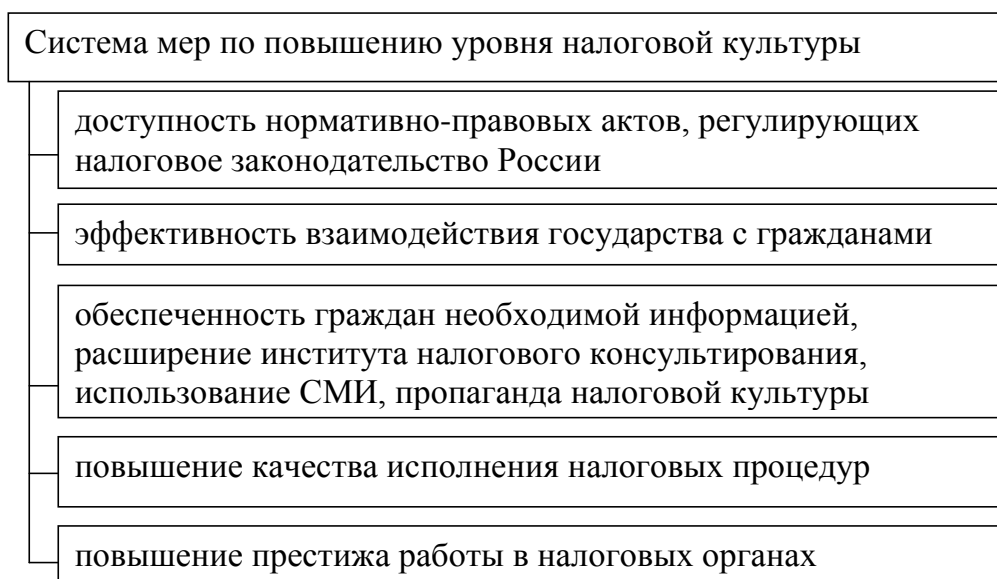 Система мер по повышению уровня налоговой культуры
доступность нормативно-правовых актов, регулирующих
налоговое законодательство России
эффективность взаимодействия государства с гражданами
обеспеченность граждан необходимой информацией,
расширение института налогового консультирования,
использование СМИ, пропаганда налоговой культуры
повышение качества исполнения налоговых процедур
повышение престижа работы в налоговых органах